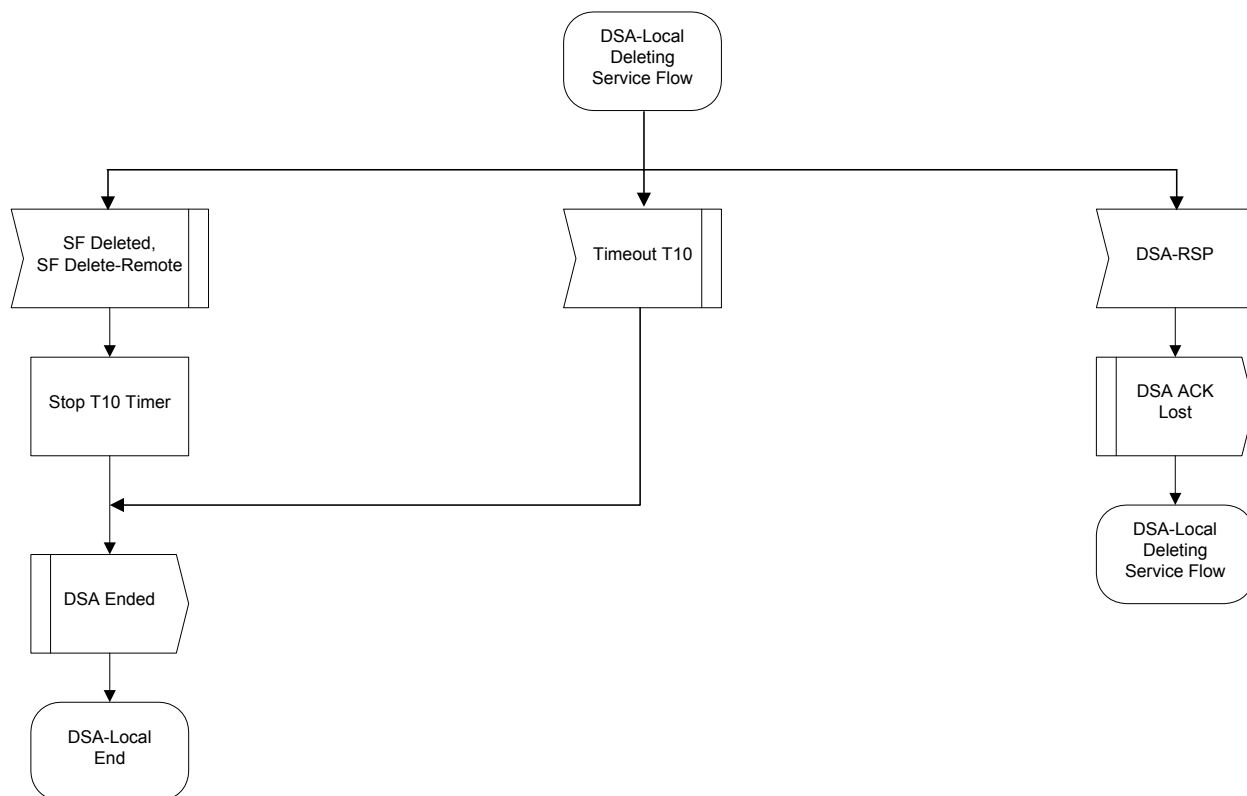 DSA-Local
Deleting
Service Flow
SF Deleted,
SF Delete-Remote
Timeout T10
DSA-RSP
Stop T10 Timer
DSA ACK
Lost
DSA-Local
Deleting
Service Flow
DSA Ended
DSA-Local
End